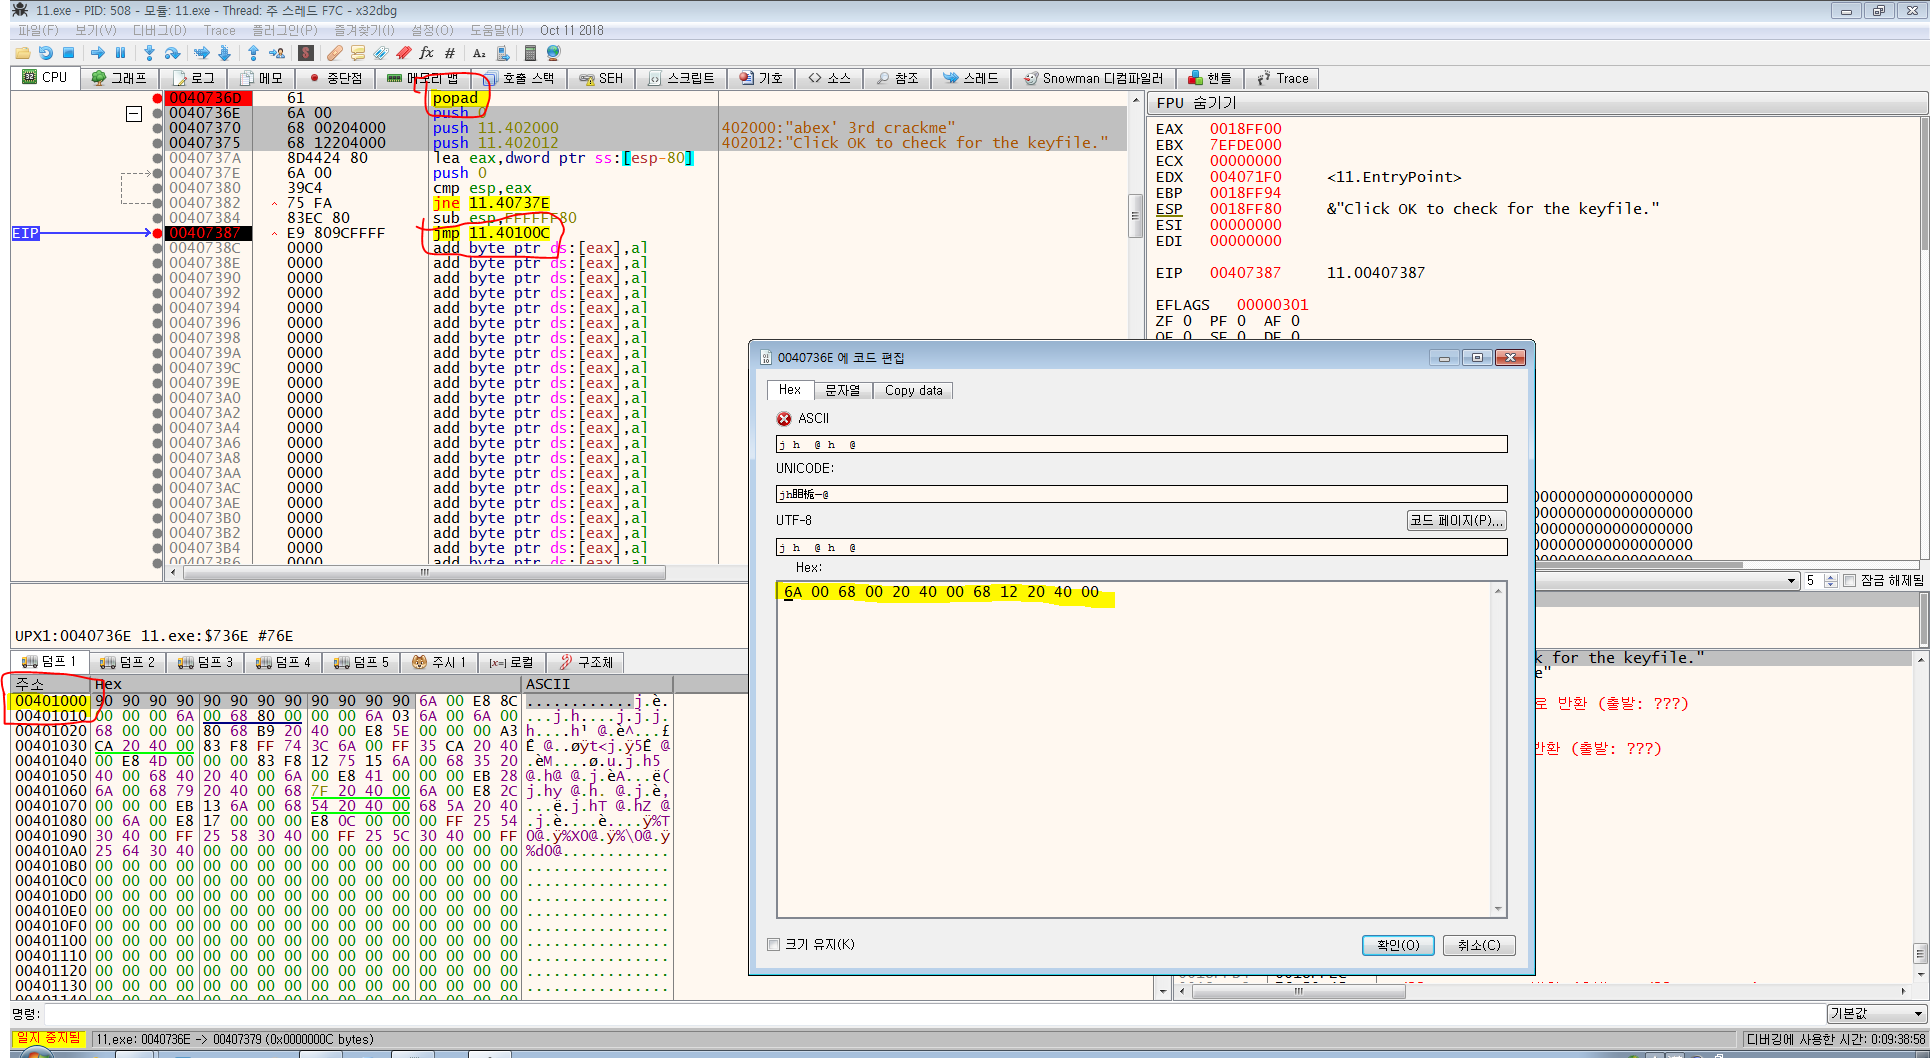 11.exe - PID: 508 - 모듈: 11.exe - Thread: 주 스레드 F7C - x32dbg
파일(F) 보기(V) 디버그(D) Trace 플러그인(P) 즐겨찾기(I) 설정(O) 도움말(H) Oct 11 2018
CPU 그래프 로그 메모 중단점 메모리 맵 호출 스택 SEH 스크립트 기호 소스 참조 스레드 Snowman 디컴파일러 핸들 Trace
0040736D 61 popad
0040736E 6A 00 push 0
00407370 68 00204000 push 11.402000 402000:"abex' 3rd crackme"
00407375 68 12204000 push 11.402012 402012:"Click OK to check for the keyfile."
0040737A 8D4424 80 lea eax,dword ptr ss:[esp-80]
0040737E 6A 00 push 0
00407380 39C4 cmp esp,eax
00407382 75 FA jne 11.40737E
00407384 83EC 80 sub esp,FFFFFF80
EIP 00407387 E9 809CFFFF jmp 11.40100C
0040738C 0000 add byte ptr ds:[eax],al
0040738E 0000 add byte ptr ds:[eax],al
00407390 0000 add byte ptr ds:[eax],al
00407392 0000 add byte ptr ds:[eax],al
00407394 0000 add byte ptr ds:[eax],al
00407396 0000 add byte ptr ds:[eax],al
00407398 0000 add byte ptr ds:[eax],al
0040739A 0000 add byte ptr ds:[eax],al
0040739C 0000 add byte ptr ds:[eax],al
0040739E 0000 add byte ptr ds:[eax],al
004073A0 0000 add byte ptr ds:[eax],al
004073A2 0000 add byte ptr ds:[eax],al
004073A4 0000 add byte ptr ds:[eax],al
004073A6 0000 add byte ptr ds:[eax],al
004073A8 0000 add byte ptr ds:[eax],al
004073AA 0000 add byte ptr ds:[eax],al
004073AC 0000 add byte ptr ds:[eax],al
004073AE 0000 add byte ptr ds:[eax],al
004073B0 0000 add byte ptr ds:[eax],al
004073B2 0000 add byte ptr ds:[eax],al
004073B4 0000 add byte ptr ds:[eax],al
004073B6 0000 add byte ptr ds:[eax],al
FPU 숨기기
EAX 0018FF00
EBX 7EFDE000
ECX 00000000
EDX 004071F0 <11.EntryPoint>
EBP 0018FF94
ESP 0018FF80 &"Click OK to check for the keyfile."
ESI 00000000
EDI 00000000
EIP 00407387 11.00407387
EFLAGS 00000301
ZF 0 PF 0 AF 0
OF 0 SF 0 DF 0
000000000000000000
000000000000000000
000000000000000000
000000000000000000
000000000000000000
5 잠금 해제됨
0040736E 에 코드 편집
Hex 문자열 Copy data
ASCII
j h @ h @
UNICODE:
UTF-8
코드 페이지(P)...
j h @ h @
Hex:
6A 00 68 00 20 40 00 68 12 20 40 00
크기 유지(K)
확인(O) 취소(C)
UPX1:0040736E 11.exe:$736E #76E
덤프 1 덤프 2 덤프 3 덤프 4 덤프 5 주시 1 [x=] 로컬 구조체
주소 Hex ASCII
00401000 90 90 90 90 90 90 90 90 90 90 90 90 6A 00 E8 8C ............j.è.
00401010 00 00 00 6A 00 68 80 00 00 00 6A 03 6A 00 6A 00 ...j.h....j.j.j.
00401020 68 00 00 00 80 68 B9 20 40 00 E8 5E 00 00 00 A3 h....h¹ @.è^...£
00401030 CA 20 40 00 83 F8 FF 74 3C 6A 00 FF 35 CA 20 40 Ê @..øÿt<j.ÿ5Ê @
00401040 00 E8 4D 00 00 00 83 F8 12 75 15 6A 00 68 35 20 .èM....ø.u.j.h5
00401050 40 00 68 40 20 40 00 6A 00 E8 41 00 00 00 EB 28 @.h@ @.j.èA...ë(
00401060 6A 00 68 79 20 40 00 68 7F 20 40 00 6A 00 E8 2C j.hy @.h. @.j.è,
00401070 00 00 00 EB 13 6A 00 68 54 20 40 00 68 5A 20 40 ...ë.j.hT @.hZ @
00401080 00 6A 00 E8 17 00 00 00 E8 0C 00 00 00 FF 25 54 .j.è....è....ÿ%T
00401090 30 40 00 FF 25 58 30 40 00 FF 25 5C 30 40 00 FF 0@.ÿ%X0@.ÿ%\0@.ÿ
004010A0 25 64 30 40 00 00 00 00 00 00 00 00 00 00 00 00 %d0@............
004010B0 00 00 00 00 00 00 00 00 00 00 00 00 00 00 00 00 ................
004010C0 00 00 00 00 00 00 00 00 00 00 00 00 00 00 00 00 ................
004010D0 00 00 00 00 00 00 00 00 00 00 00 00 00 00 00 00 ................
004010E0 00 00 00 00 00 00 00 00 00 00 00 00 00 00 00 00 ................
004010F0 00 00 00 00 00 00 00 00 00 00 00 00 00 00 00 00 ................
00401100 00 00 00 00 00 00 00 00 00 00 00 00 00 00 00 00 ................
00401110 00 00 00 00 00 00 00 00 00 00 00 00 00 00 00 00 ................
00401120 00 00 00 00 00 00 00 00 00 00 00 00 00 00 00 00 ................
00401130 00 00 00 00 00 00 00 00 00 00 00 00 00 00 00 00 ................
00401140 00 00 00 00 00 00 00 00 00 00 00 00 00 00 00 00
k for the keyfile."
e"
로 반환 (출발: ???)
반환 (출발: ???)
명령: 기본값
일시 중지됨 11.exe: 0040736E -> 00407379 (0x0000000C bytes) 디버깅에 사용한 시간: 0:09:38:58